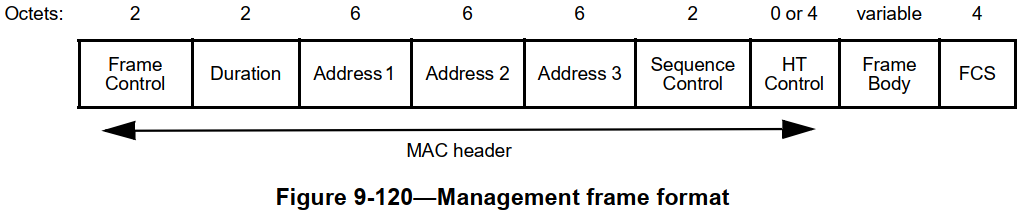 Octets: 2 2 6 6 6 2 0 or 4 variable 4
Frame Control Duration Address 1 Address 2 Address 3 Sequence Control HT Control Frame Body FCS
MAC header
Figure 9-120—Management frame format